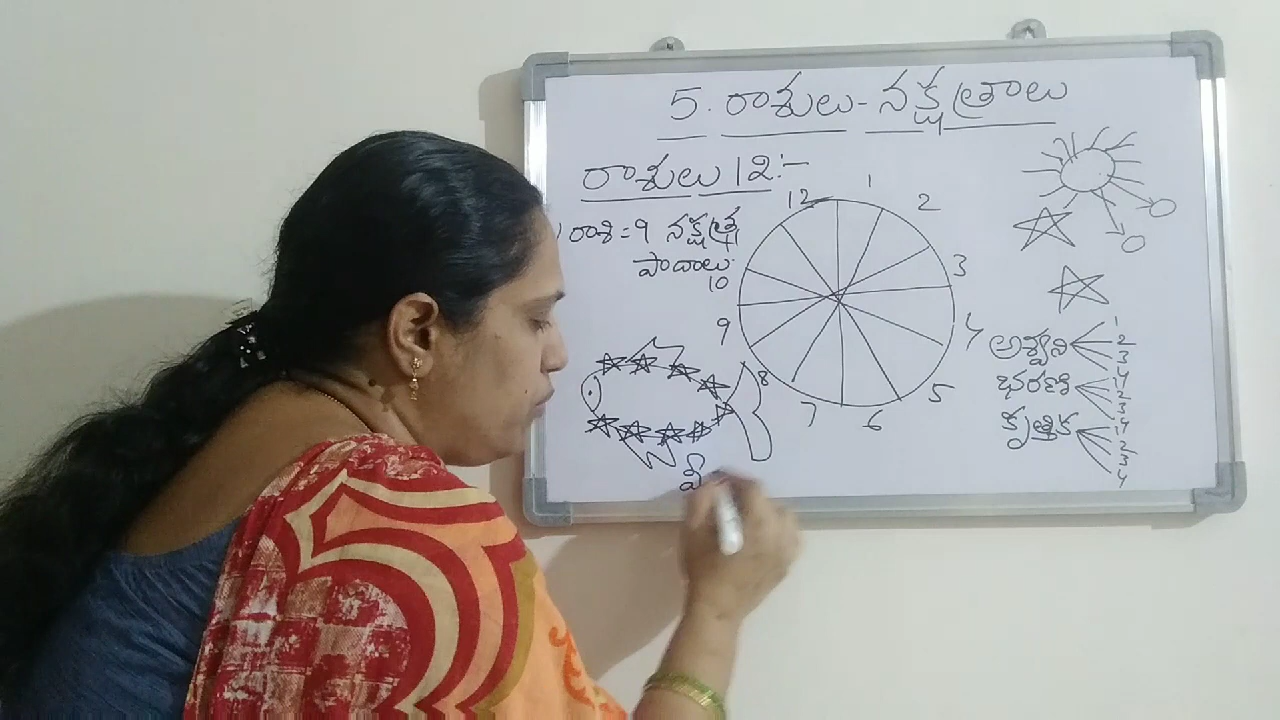 5. రాశులు - నక్షత్రాలు
రాశులు 12:-
1 రాశి = 9 నక్షత్ర
పాదాలు.
12 1 2
3
4
5
6
7
8
9
10
అశ్వని 1 2 3 4
భరణి 1 2 3 4
కృత్తిక 1 2 3 4